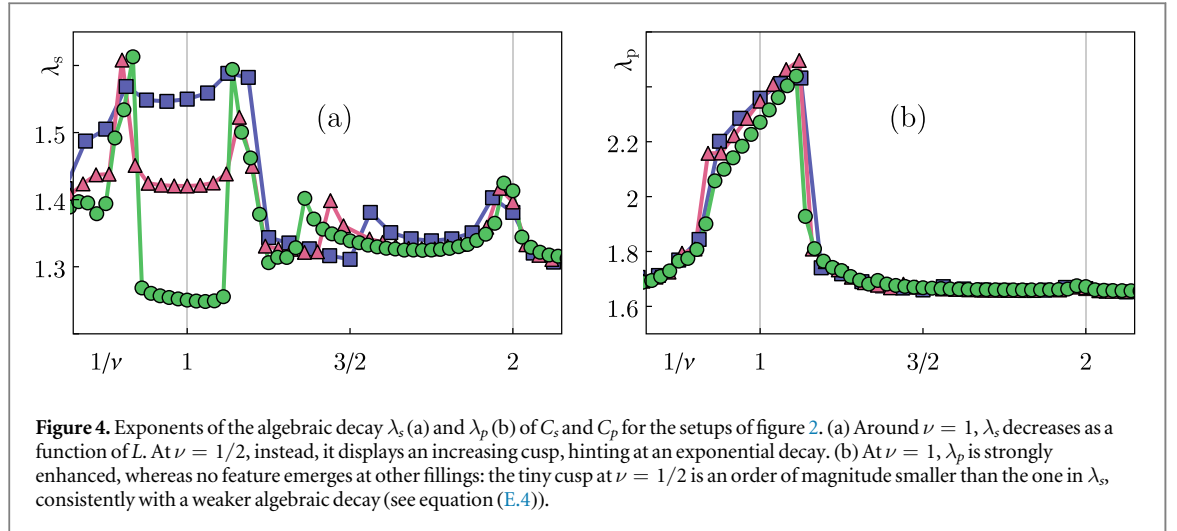 λs
(a)
1.5
1.4
1.3
1/ν
1
3/2
2
λp
(b)
2.2
2
1.8
1.6
1/ν
1
3/2
2
Figure 4. Exponents of the algebraic decay λs (a) and λp (b) of Cs and Cp for the setups of figure 2. (a) Around ν = 1, λs decreases as a
function of L. At ν = 1/2, instead, it displays an increasing cusp, hinting at an exponential decay. (b) At ν = 1, λp is strongly
enhanced, whereas no feature emerges at other fillings: the tiny cusp at ν = 1/2 is an order of magnitude smaller than the one in λs,
consistently with a weaker algebraic decay (see equation (E.4)).